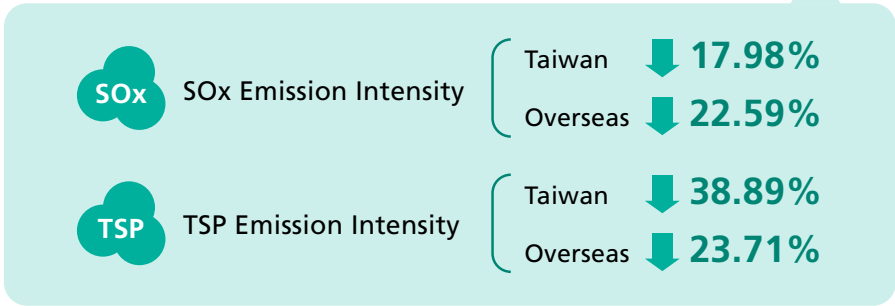 SOx
SOx Emission Intensity
Taiwan 17.98%
Overseas 22.59%
TSP
TSP Emission Intensity
Taiwan 38.89%
Overseas 23.71%